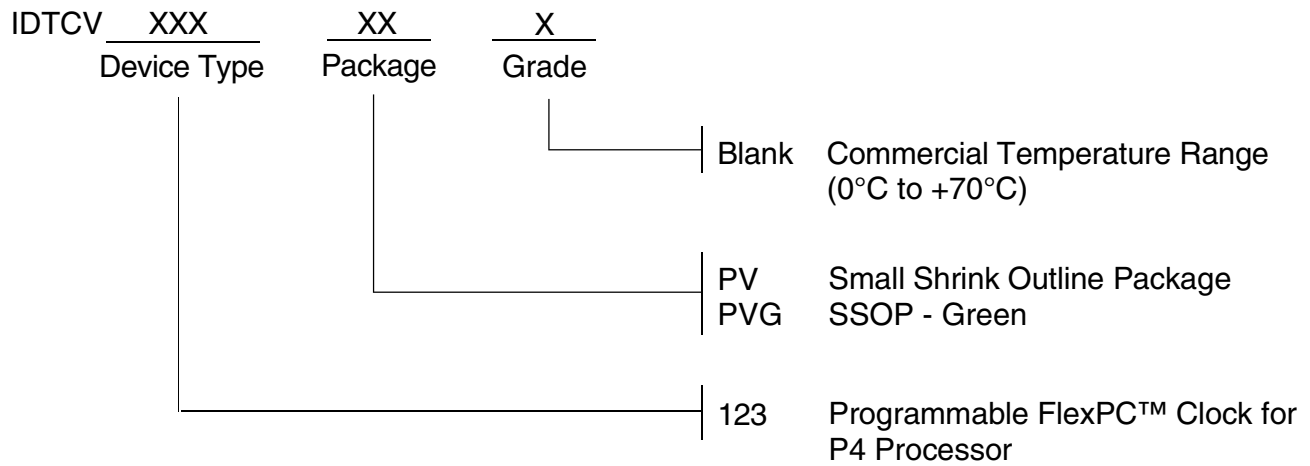 IDTCV XXX XX X
Device Type Package Grade
Blank Commercial Temperature Range
(0°C to +70°C)
PV Small Shrink Outline Package
PVG SSOP - Green
123 Programmable FlexPC™ Clock for
P4 Processor